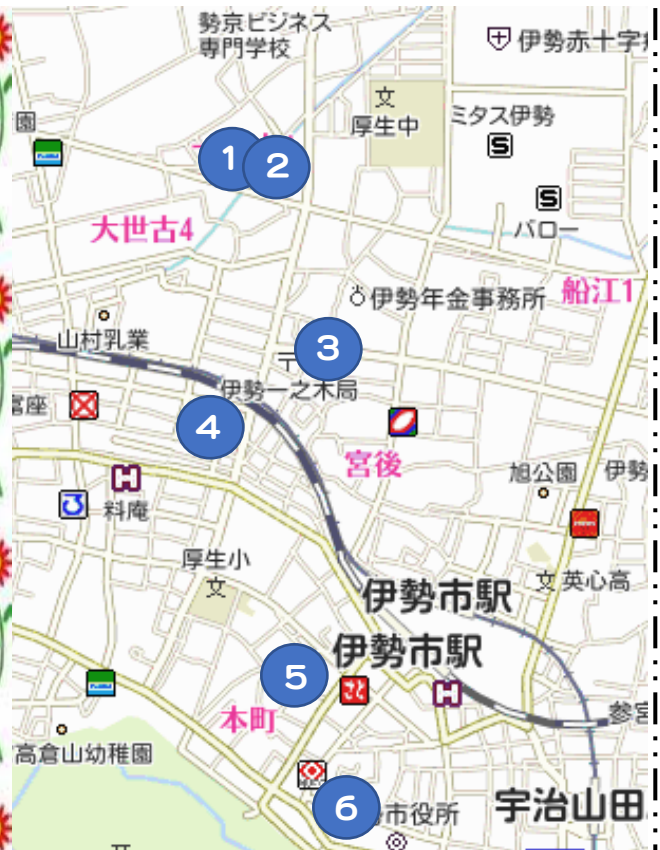 勢京ビジネス
専門学校
伊勢赤十字
文
厚生中
ミタス伊勢
S
園
1
2
S
バロー
大世古4
伊勢年金事務所
船江1
山村乳業
3
〒
伊勢一之木局
4
宮後
旭公園
伊勢
H
料庵
厚生小
文
文 英心高
伊勢市駅
伊勢市駅
5
H
本町
参宮
高倉山幼稚園
6
市役所
宇治山田